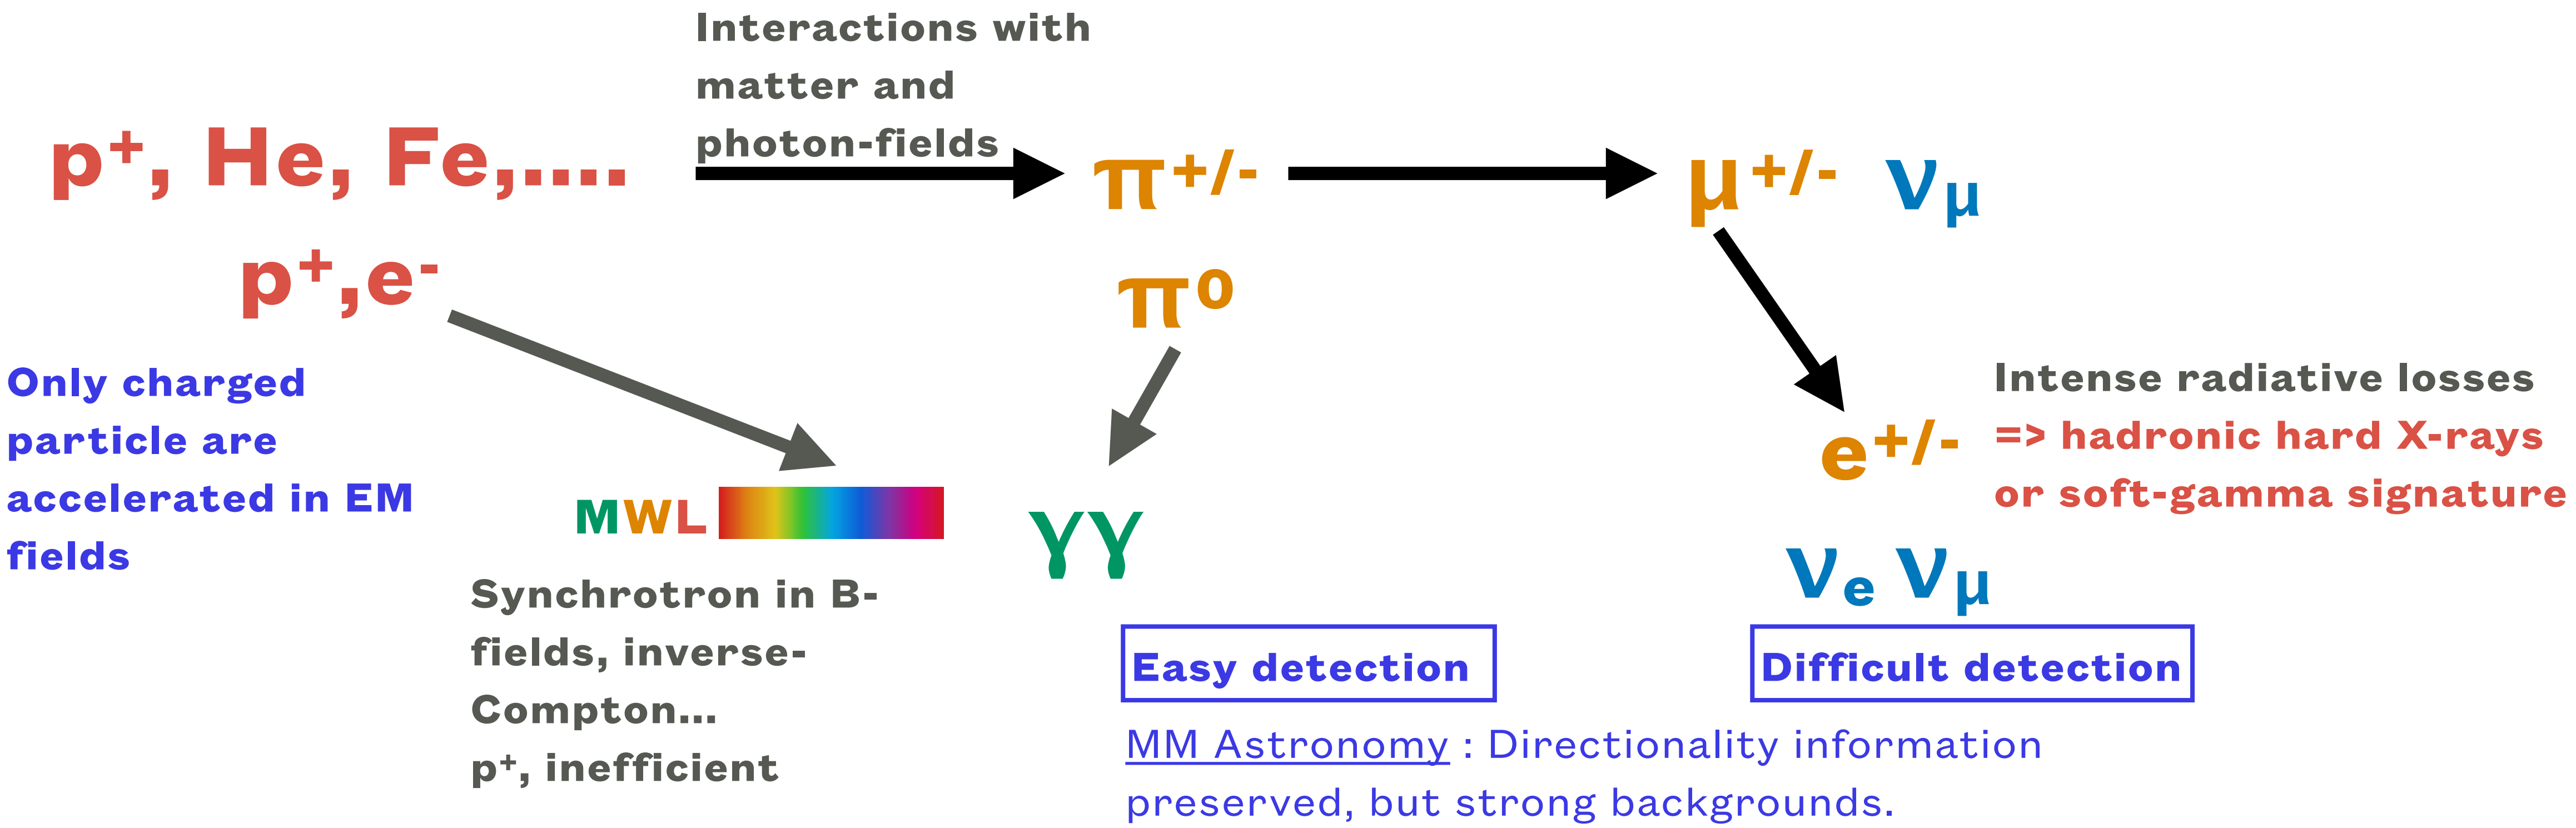 Interactions with
matter and
photon-fields
p⁺, He, Fe,....
π⁺/⁻
μ⁺/⁻ νμ
p⁺,e⁻
π⁰
Only charged
particle are
accelerated in EM
fields
Intense radiative losses
=> hadronic hard X-rays
or soft-gamma signature
e⁺/⁻
MWL
γγ
Synchrotron in B-
fields, inverse-
Compton...
p⁺, inefficient
νe νμ
Easy detection
Difficult detection
MM Astronomy : Directionality information
preserved, but strong backgrounds.